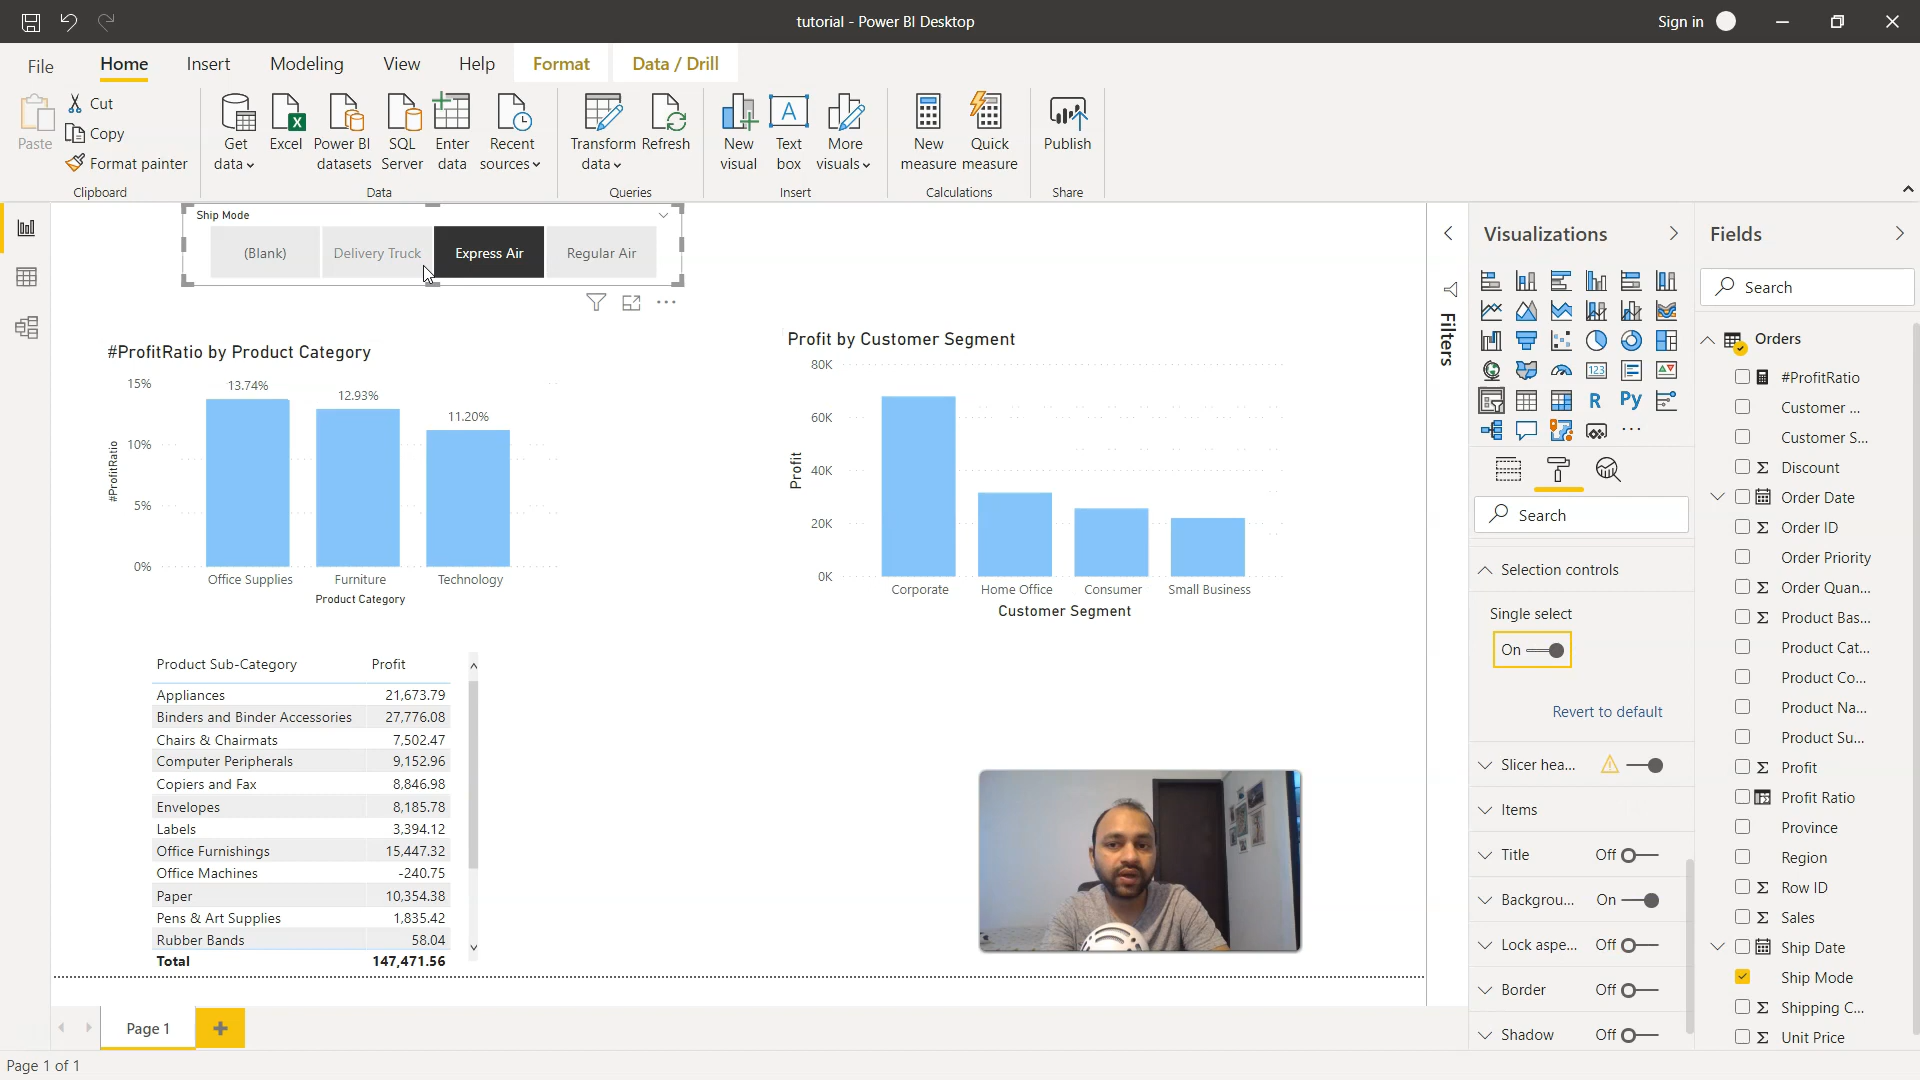 tutorial - Power BI Desktop
Sign in
File
Home
Insert
Modeling
View
Help
Format
Data / Drill
Paste
Cut
Copy
Format painter
Clipboard
Get data
Excel
Power BI datasets
SQL Server
Enter data
Recent sources
Data
Transform data
Refresh
Queries
New visual
Text box
More visuals
Insert
New measure
Quick measure
Calculations
Publish
Share
Ship Mode
(Blank)
Delivery Truck
Express Air
Regular Air
#ProfitRatio by Product Category
15%
10%
5%
0%
#ProfitRatio
13.74%
12.93%
11.20%
Office Supplies
Furniture
Technology
Product Category
Profit by Customer Segment
80K
60K
40K
20K
0K
Profit
Corporate
Home Office
Consumer
Small Business
Customer Segment
Product Sub-Category Profit
Appliances 21,673.79
Binders and Binder Accessories 27,776.08
Chairs & Chairmats 7,502.47
Computer Peripherals 9,152.96
Copiers and Fax 8,846.98
Envelopes 8,185.78
Labels 3,394.12
Office Furnishings 15,447.32
Office Machines -240.75
Paper 10,354.38
Pens & Art Supplies 1,835.42
Rubber Bands 58.04
Total 147,471.56
Filters
Visualizations
123
R
Py
Search
Selection controls
Single select
On
Revert to default
Slicer hea...
Items
Title Off
Backgrou... On
Lock aspe... Off
Border Off
Shadow Off
Fields
Search
Orders
#ProfitRatio
Customer ...
Customer S...
Discount
Order Date
Order ID
Order Priority
Order Quan...
Product Bas...
Product Cat...
Product Co...
Product Na...
Product Su...
Profit
Profit Ratio
Province
Region
Row ID
Sales
Ship Date
Ship Mode
Shipping C...
Unit Price
Page 1
Page 1 of 1